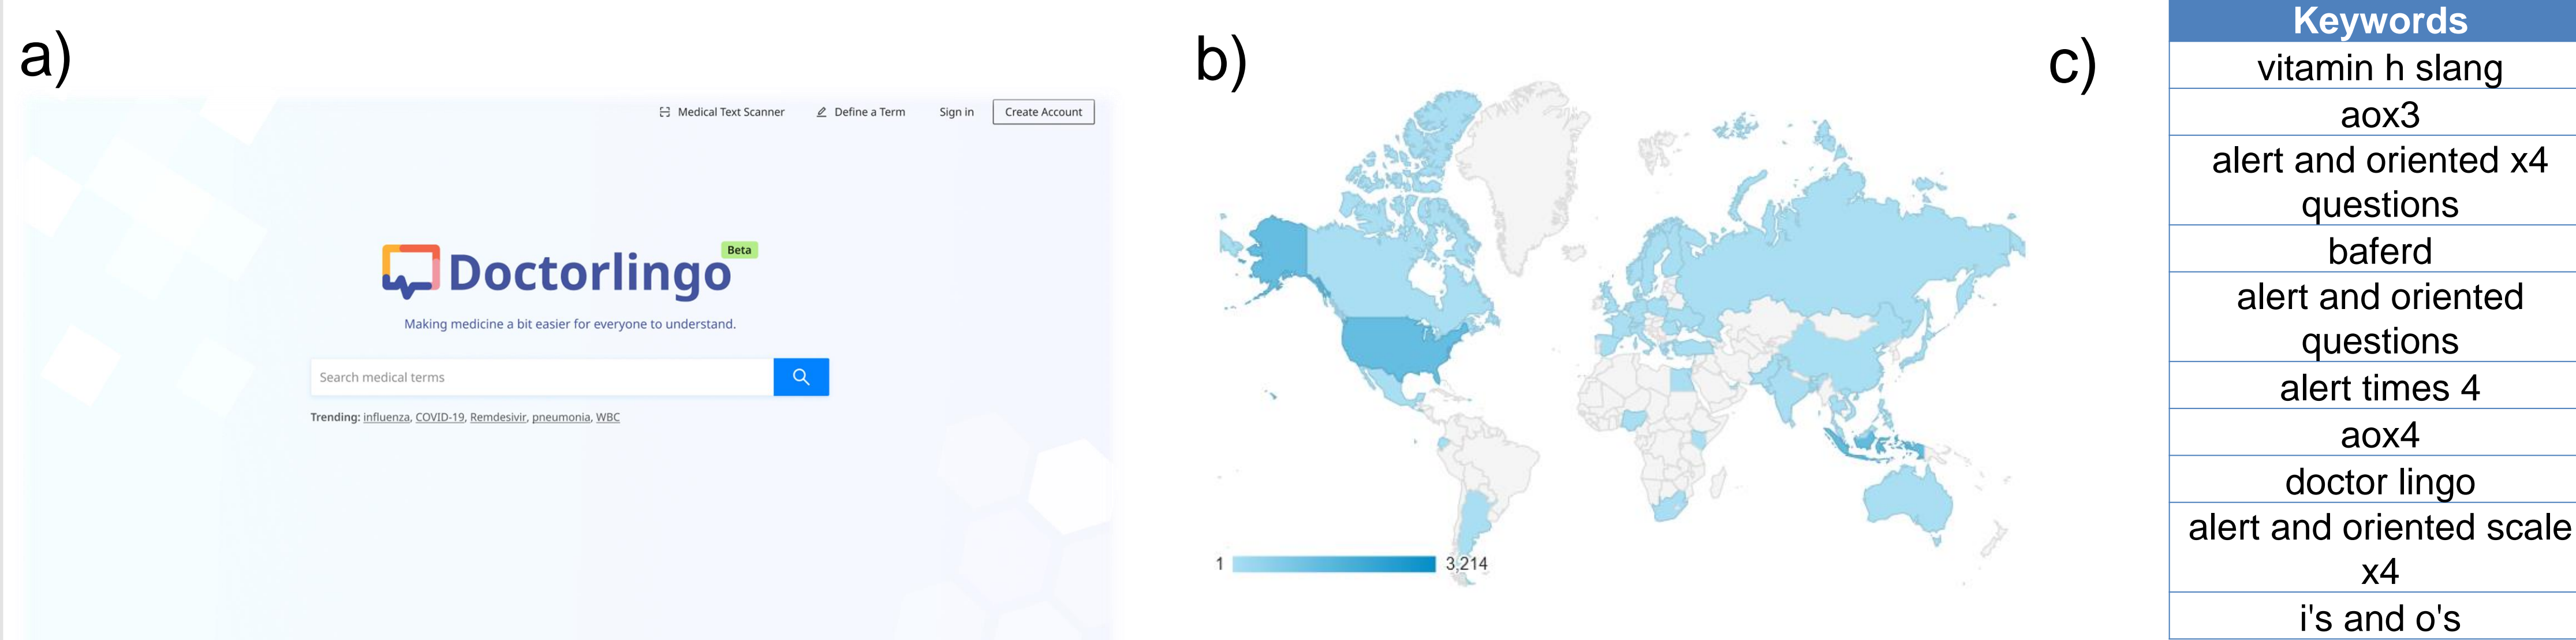 a)
Medical Text Scanner
Define a Term
Sign in
Create Account
Doctorlingo
Beta
Making medicine a bit easier for everyone to understand.
Search medical terms
Trending: influenza, COVID-19, Remdesivir, pneumonia, WBC
b)
1
3,214
c)
Keywords
vitamin h slang
aox3
alert and oriented x4
questions
baferd
alert and oriented
questions
alert times 4
aox4
doctor lingo
alert and oriented scale
x4
i's and o's